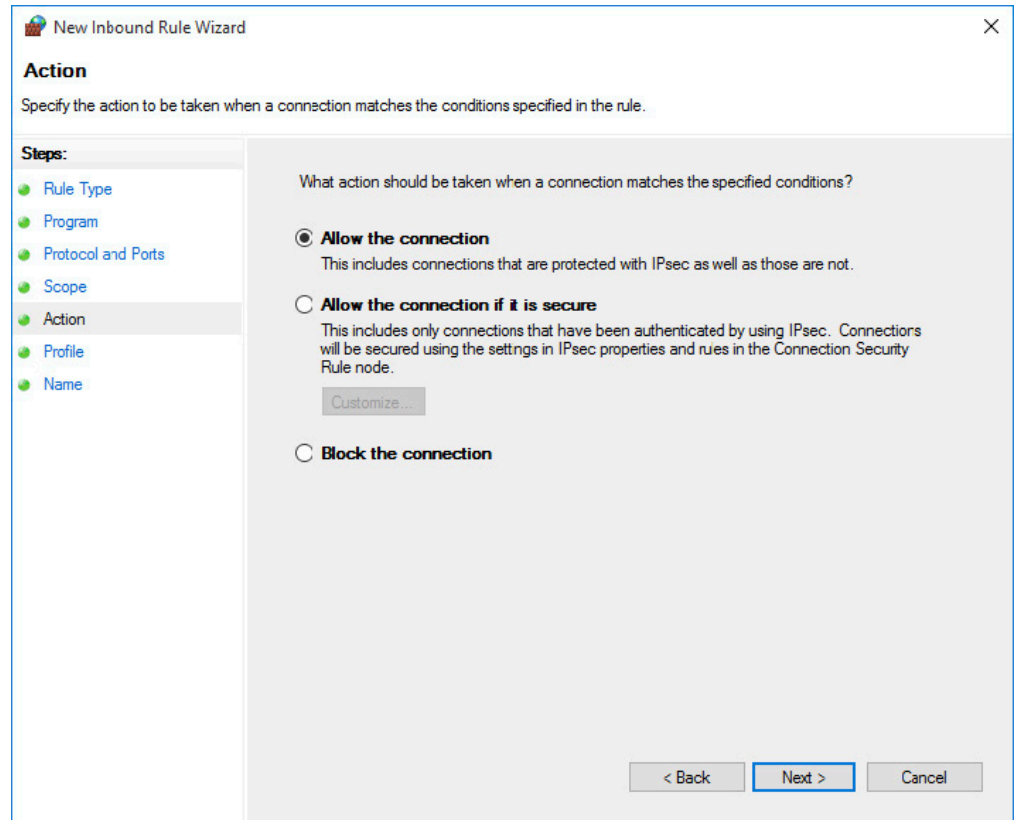 New Inbound Rule Wizard
Action
Specify the action to be taken when a connection matches the conditions specified in the rule.
Steps:
Rule Type
Program
Protocol and Ports
Scope
Action
Profile
Name
What action should be taken when a connection matches the specified conditions?
Allow the connection
This includes connections that are protected with IPsec as well as those are not.
Allow the connection if it is secure
This includes only connections that have been authenticated by using IPsec. Connections
will be secured using the settings in IPsec properties and rules in the Connection Security
Rule node.
Customize...
Block the connection
< Back
Next >
Cancel